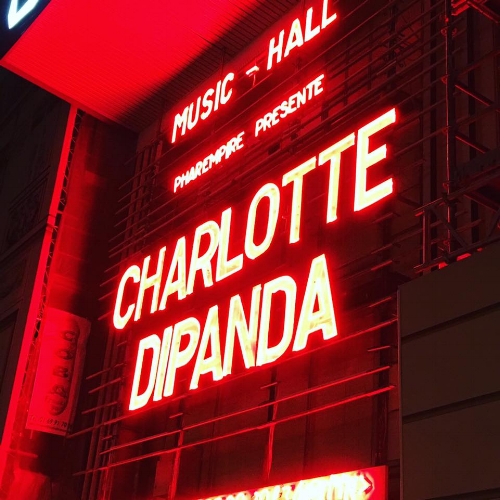 MUSIC - HALL
PHAREMPIRE PRESENTE
CHARLOTTE
DIPANDA